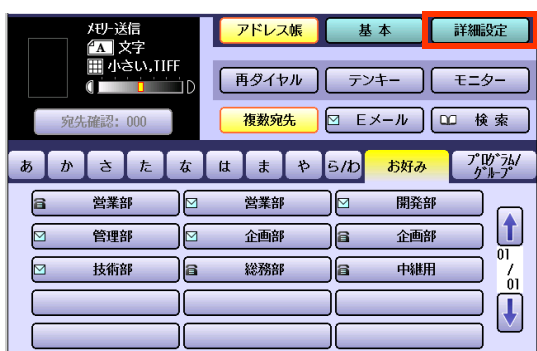 ﾒﾓﾘｰ送信
A 文字
小さい,TIFF
D
宛先確認: 000
アドレス帳 基本 詳細設定
再ダイヤル テンキー モニター
複数宛先 Eメール 検索
あ か さ た な は ま や ら/わ お好み ﾌﾟﾛｸﾞﾗﾑ/
ｸﾞﾙｰﾌﾟ
営業部 営業部 開発部
管理部 企画部 企画部
技術部 総務部 中継用
01
/
01